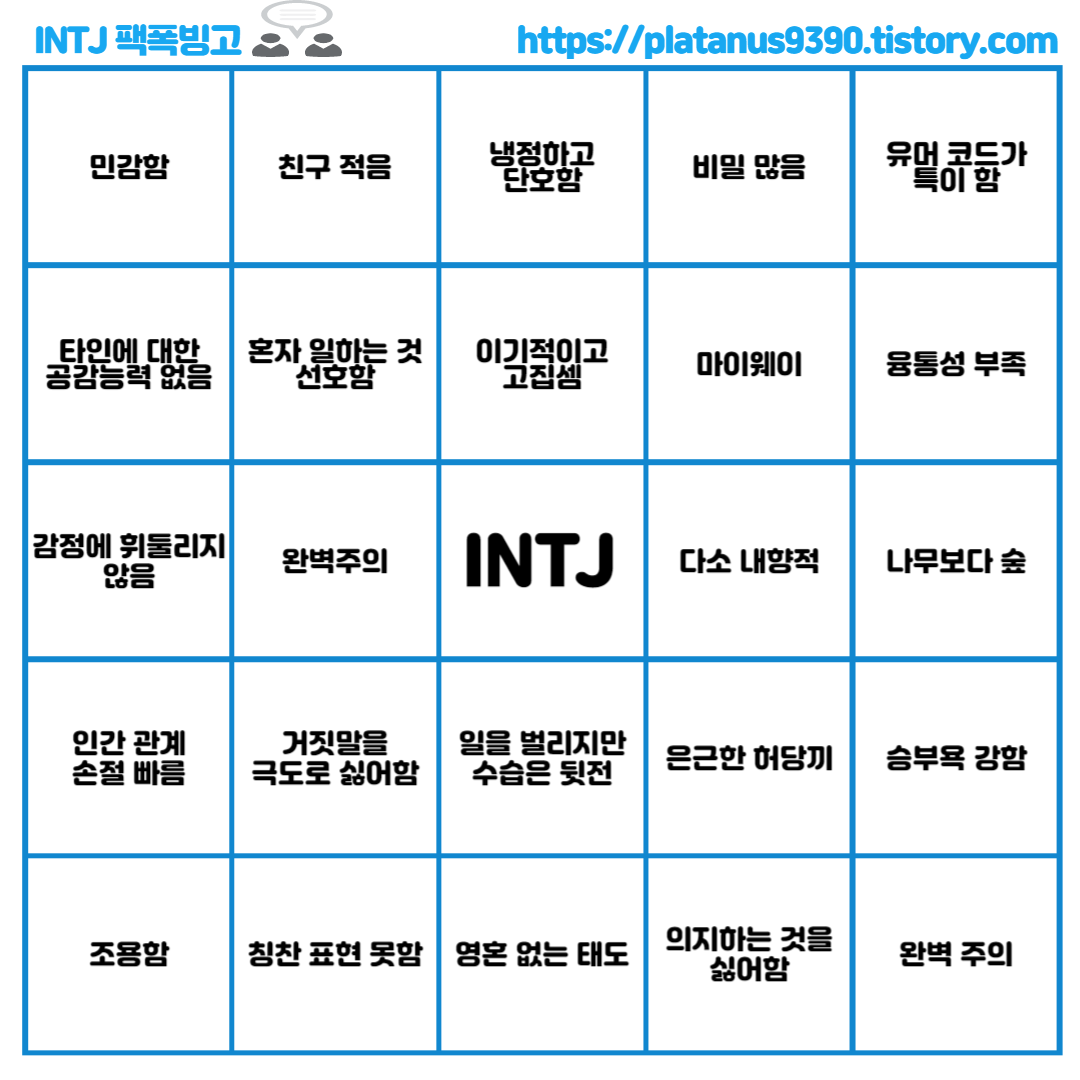 INTJ 팩폭빙고
https://platanus9390.tistory.com
민감함
친구 적음
냉정하고
단호함
비밀 많음
유머 코드가
특이 함
타인에 대한
공감능력 없음
혼자 일하는 것
선호함
이기적이고
고집셈
마이웨이
융통성 부족
감정에 휘둘리지
않음
완벽주의
INTJ
다소 내향적
나무보다 숲
인간 관계
손절 빠름
거짓말을
극도로 싫어함
일을 벌리지만
수습은 뒷전
은근한 허당끼
승부욕 강함
조용함
칭찬 표현 못함
영혼 없는 태도
의지하는 것을
싫어함
완벽 주의